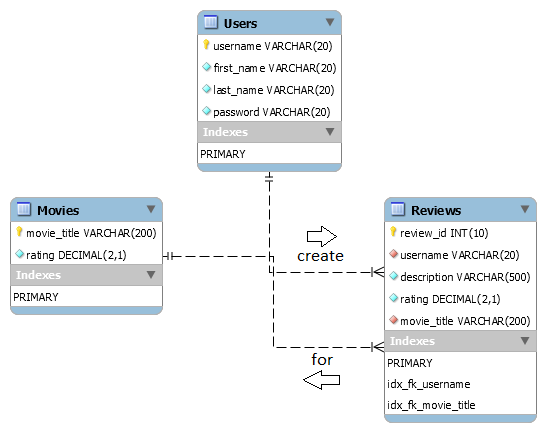 Users
username VARCHAR(20)
first_name VARCHAR(20)
last_name VARCHAR(20)
password VARCHAR(20)
Indexes
PRIMARY
Movies
movie_title VARCHAR(200)
rating DECIMAL(2,1)
Indexes
PRIMARY
create
for
Reviews
review_id INT(10)
username VARCHAR(20)
description VARCHAR(500)
rating DECIMAL(2,1)
movie_title VARCHAR(200)
Indexes
PRIMARY
idx_fk_username
idx_fk_movie_title